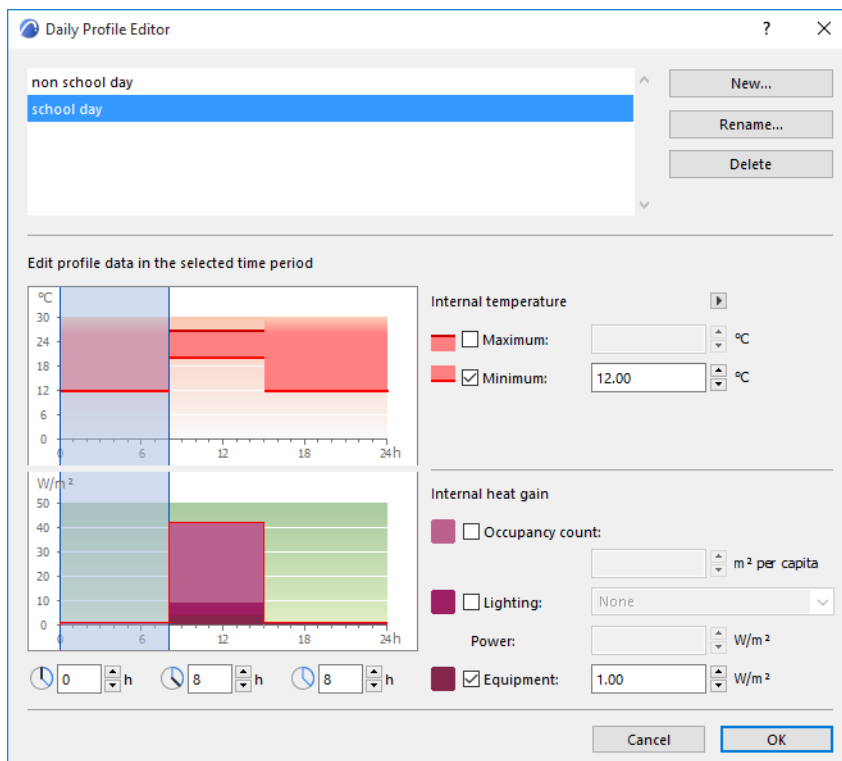 Daily Profile Editor ?
non school day
school day
New...
Rename...
Delete
Edit profile data in the selected time period
ºC
30
24
18
12
6
0
0 6 12 18 24h
W/m²
50
40
30
20
10
0
0 6 12 18 24h
0 h 8 h 8 h
Internal temperature
Maximum: ºC
Minimum: 12.00 ºC
Internal heat gain
Occupancy count:
m² per capita
Lighting: None
Power: W/m²
Equipment: 1.00 W/m²
Cancel OK